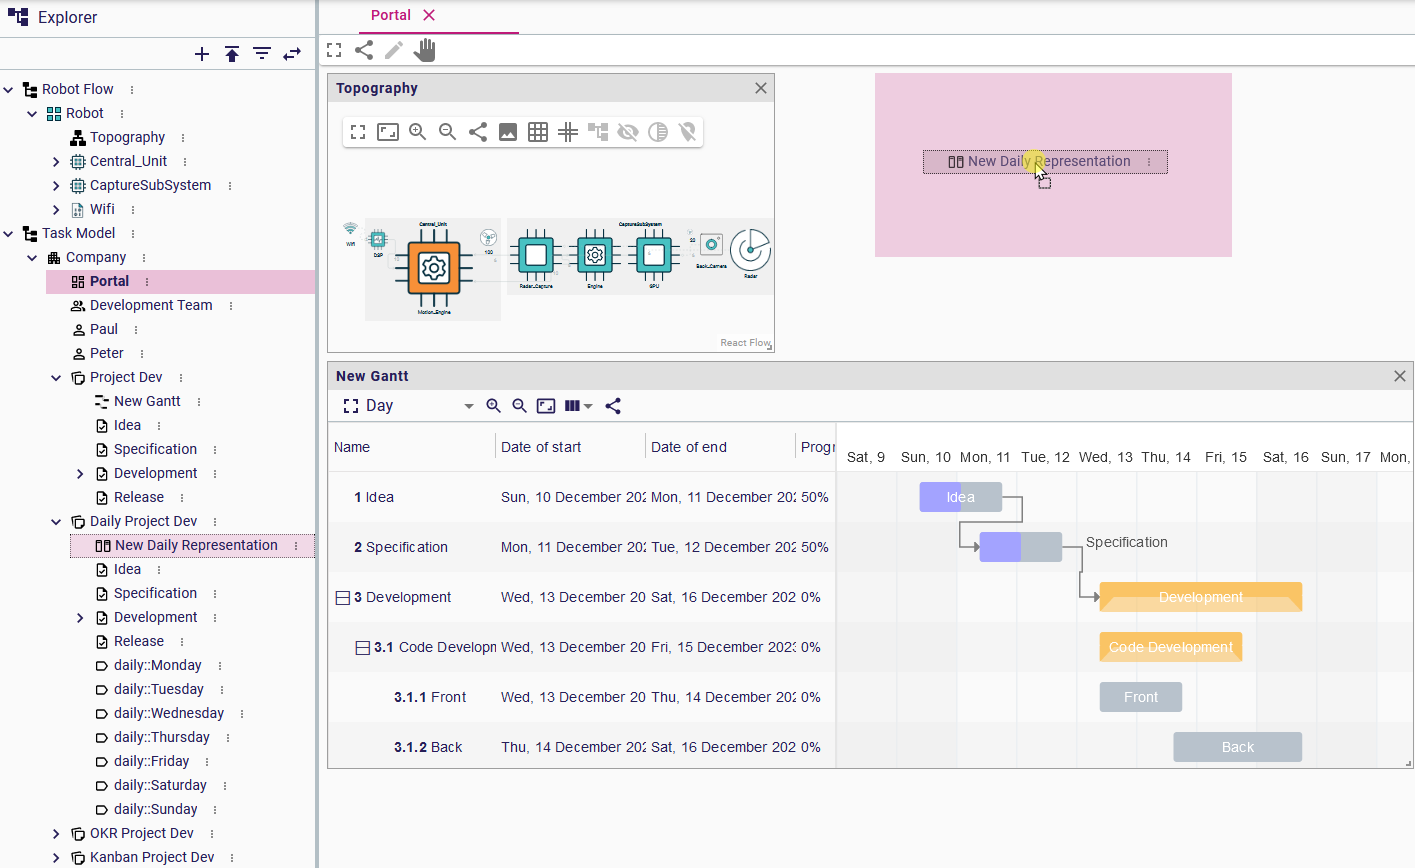 Explorer
Robot Flow
Robot
Topography
Central_Unit
CaptureSubSystem
Wifi
Task Model
Company
Portal
Development Team
Paul
Peter
Project Dev
New Gantt
Idea
Specification
Development
Release
Daily Project Dev
New Daily Representation
Idea
Specification
Development
Release
daily::Monday
daily::Tuesday
daily::Wednesday
daily::Thursday
daily::Friday
daily::Saturday
daily::Sunday
OKR Project Dev
Kanban Project Dev
Portal
Topography
Wifi
DSP
Central_Unit
Motion_Engine
CaptureSubSystem
Radar_Capture
Engine
GPU
Back_Camera
Radar
React Flow
New Daily Representation
New Gantt
Day
Name Date of start Date of end Progr
Sat, 9 Sun, 10 Mon, 11 Tue, 12 Wed, 13 Thu, 14 Fri, 15 Sat, 16 Sun, 17 Mon,
1 Idea Sun, 10 December 202 Mon, 11 December 202 50% Idea
2 Specification Mon, 11 December 202 Tue, 12 December 202 50% Specification
3 Development Wed, 13 December 20 Sat, 16 December 202 0% Development
3.1 Code Developm Wed, 13 December 20 Fri, 15 December 2023 0% Code Development
3.1.1 Front Wed, 13 December 20 Thu, 14 December 202 0% Front
3.1.2 Back Thu, 14 December 202 Sat, 16 December 202 0% Back